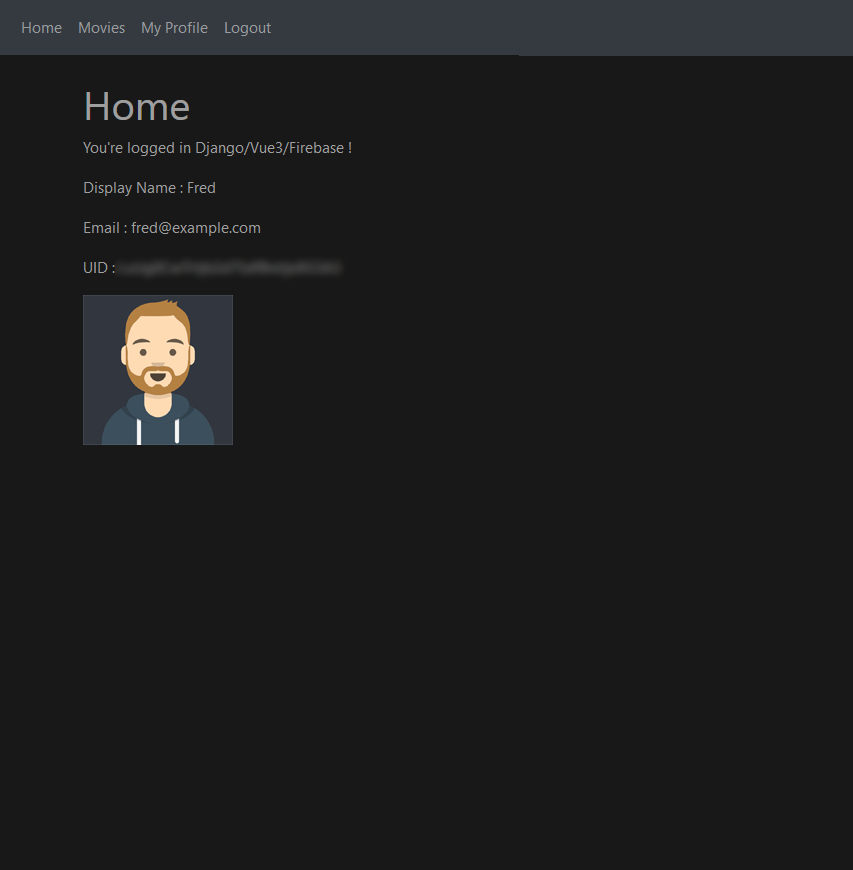 Home Movies My Profile Logout
Home
You're logged in Django/Vue3/Firebase !
Display Name : Fred
Email : fred@example.com
UID :